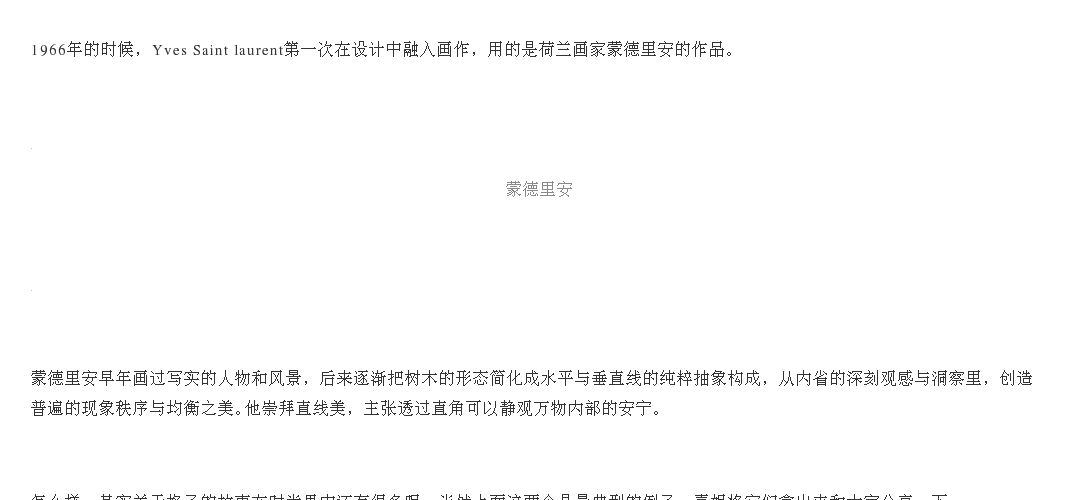 1966年的时候，Yves Saint laurent第一次在设计中融入画作，用的是荷兰画家蒙德里安的作品。
蒙德里安
蒙德里安早年画过写实的人物和风景，后来逐渐把树木的形态简化成水平与垂直线的纯粹抽象构成，从内省的深刻观感与洞察里，创造
普遍的现象秩序与均衡之美。他崇拜直线美，主张透过直角可以静观万物内部的安宁。